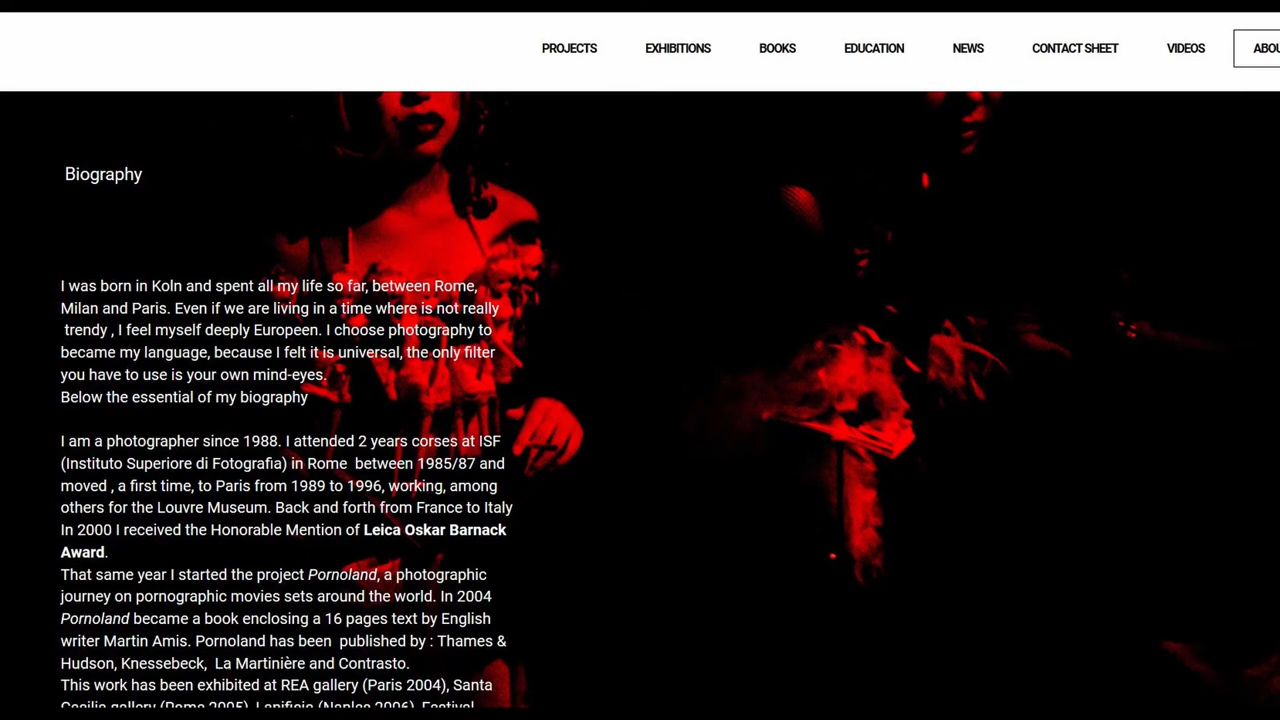 PROJECTS EXHIBITIONS BOOKS EDUCATION NEWS CONTACT SHEET VIDEOS
Biography
I was born in Koln and spent all my life so far, between Rome,
Milan and Paris. Even if we are living in a time where is not really
trendy , I feel myself deeply Europeen. I choose photography to
became my language, because I felt it is universal, the only filter
you have to use is your own mind-eyes.
Below the essential of my biography
I am a photographer since 1988. I attended 2 years corses at ISF
(Instituto Superiore di Fotografia) in Rome between 1985/87 and
moved , a first time, to Paris from 1989 to 1996, working, among
others for the Louvre Museum. Back and forth from France to Italy
In 2000 I received the Honorable Mention of Leica Oskar Barnack
Award.
That same year I started the project Pornoland, a photographic
journey on pornographic movies sets around the world. In 2004
Pornoland became a book enclosing a 16 pages text by English
writer Martin Amis. Pornoland has been published by : Thames &
Hudson, Knessebeck, La Martinière and Contrasto.
This work has been exhibited at REA gallery (Paris 2004), Santa